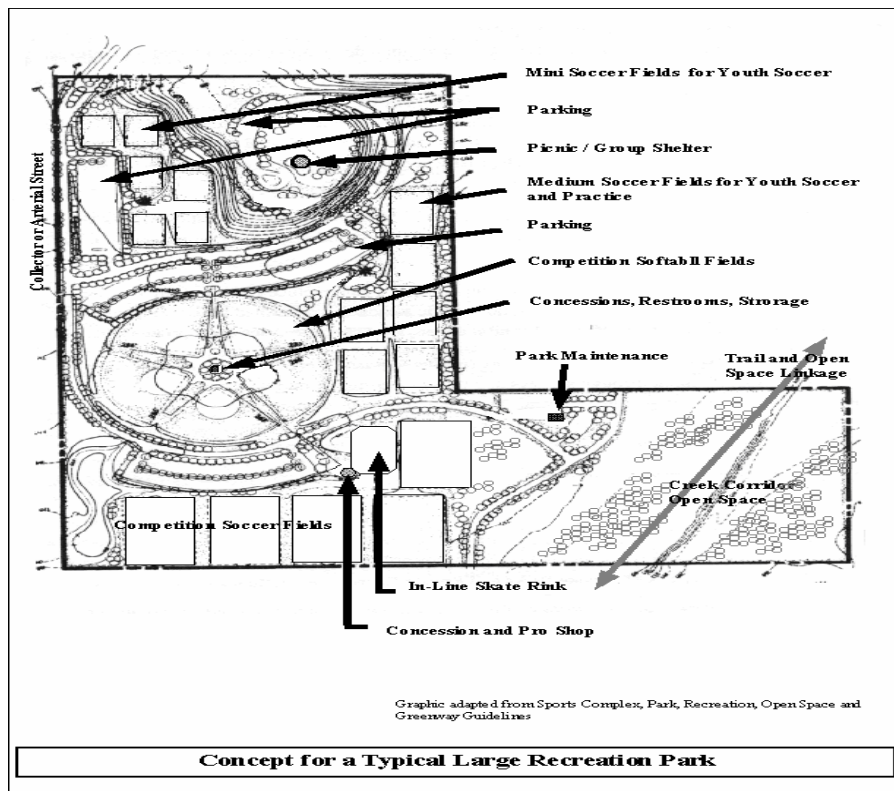 Mini Soccer Fields for Youth Soccer
Parking
Picnic / Group Shelter
Medium Soccer Fields for Youth Soccer
and Practice
Parking
Competition Softabll Fields
Concessions, Restrooms, Strorage
Collector or Arterial Street
Park Maintenance
Trail and Open
Space Linkage
Creek Corridor
Open Space
Competition Soccer Fields
In-Line Skate Rink
Concession and Pro Shop
Graphic adapted from Sports Complex, Park, Recreation, Open Space and
Greenway Guidelines
Concept for a Typical Large Recreation Park